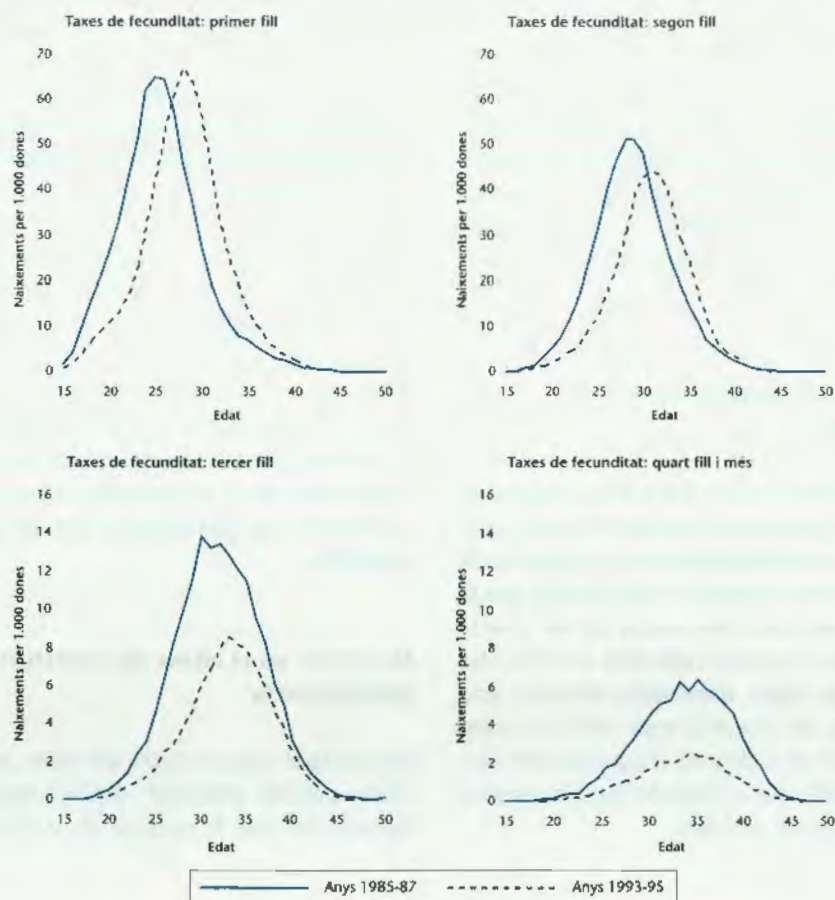 Taxes de fecunditat: primer fill
70
60
50
40
30
20
10
0
Naixements per 1.000 dones
15 20 25 30 35 40 45 50
Edat
Taxes de fecunditat: segon fill
70
60
50
40
30
20
10
0
Naixements per 1.000 dones
15 20 25 30 35 40 45 50
Edat
Taxes de fecunditat: tercer fill
16
14
12
10
8
6
4
2
0
Naixements per 1.000 dones
15 20 25 30 35 40 45 50
Edat
Taxes de fecunditat: quart fill i més
16
14
12
10
8
6
4
2
0
Naixements per 1.000 dones
15 20 25 30 35 40 45 50
Edat
Anys 1985-87 Anys 1993-95